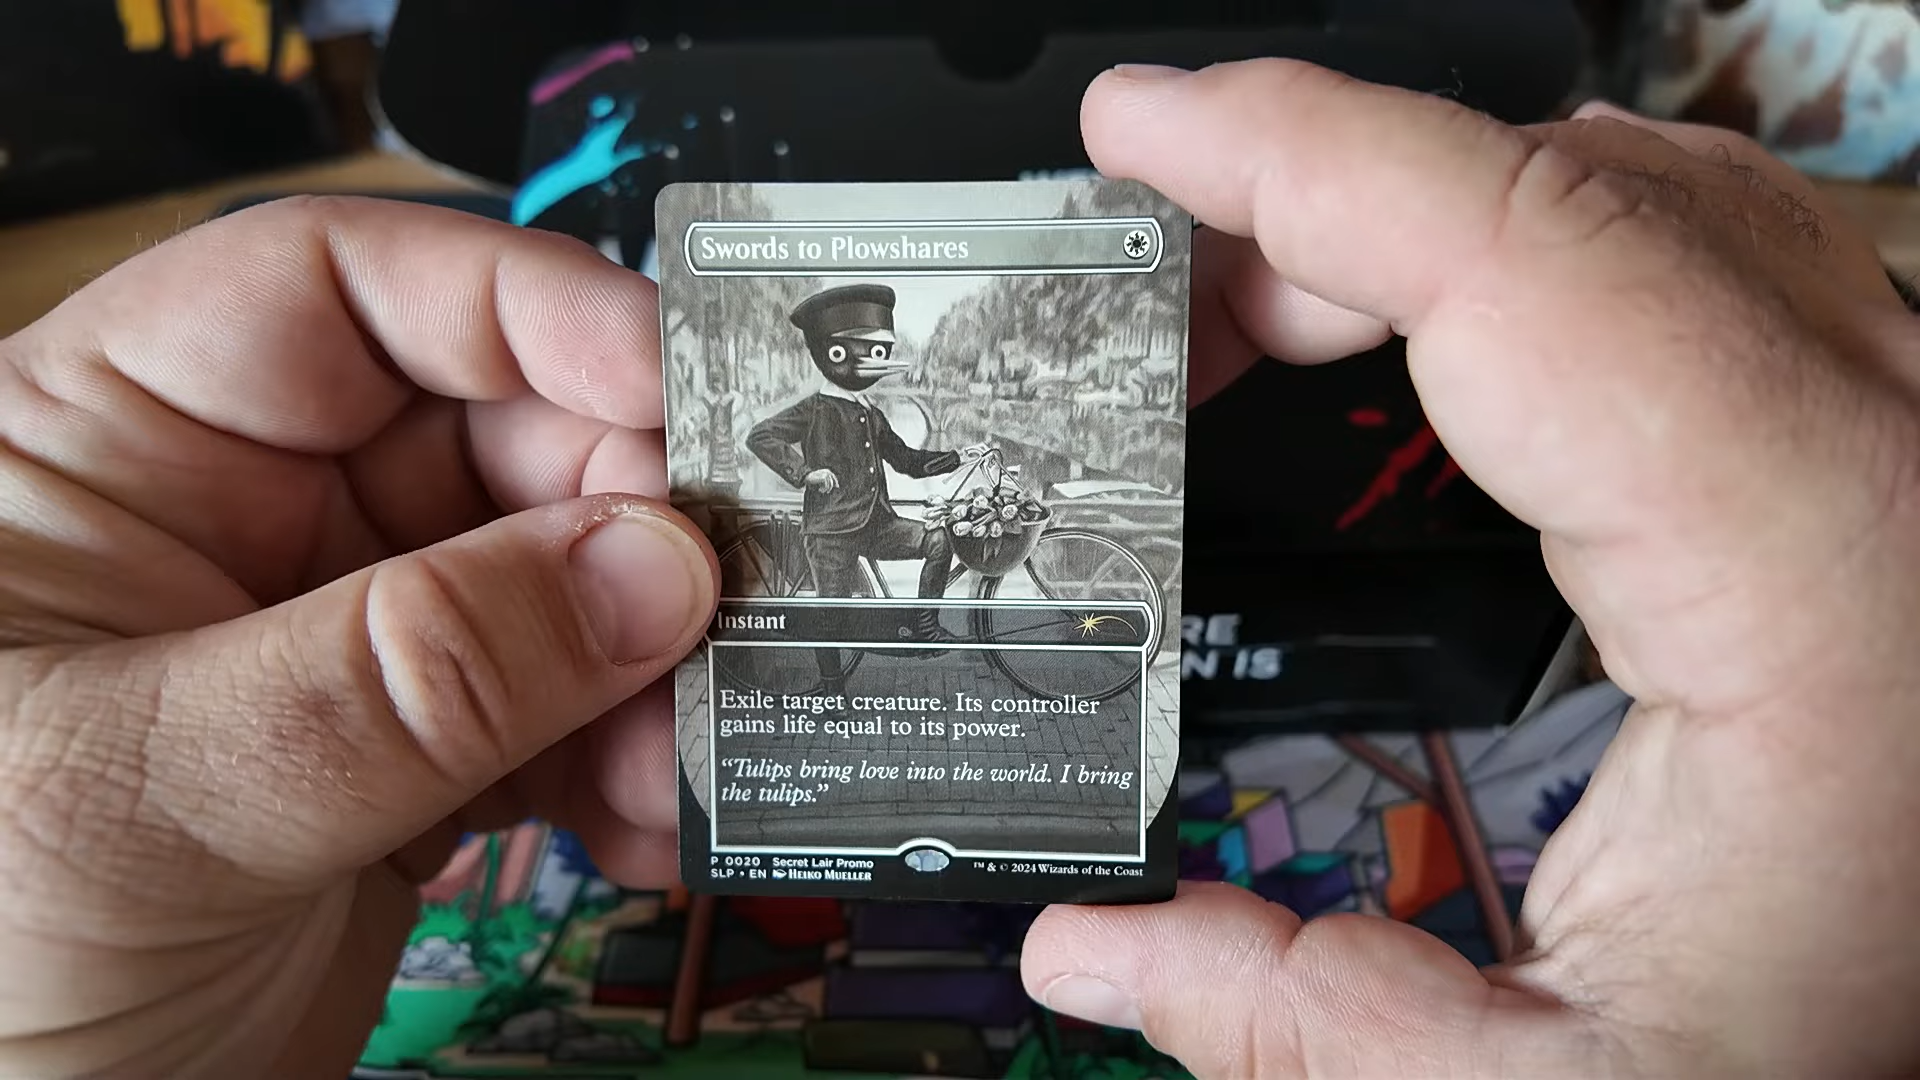 Swords to Plowshares
Instant
Exile target creature. Its controller
gains life equal to its power.
“Tulips bring love into the world. I bring
the tulips.”
P 0020 Secret Lair Promo
SLP • EN HEIKO MUELLER
™ & © 2024 Wizards of the Coast
RE
N IS